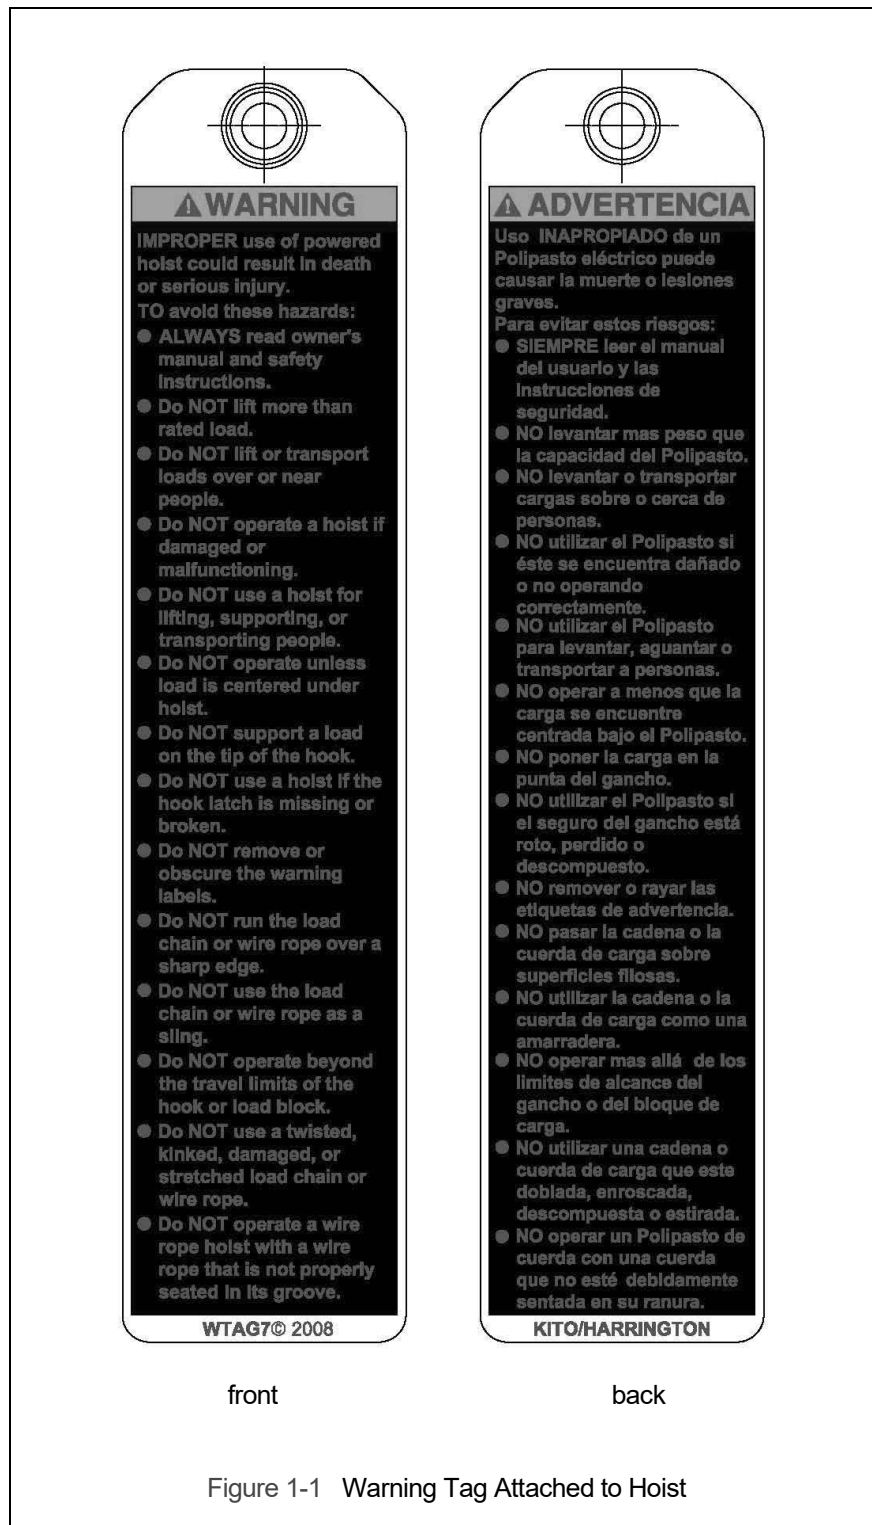 WARNING
IMPROPER use of powered
hoist could result in death
or serious injury.
TO avoid these hazards:
● ALWAYS read owner's
manual and safety
instructions.
● Do NOT lift more than
rated load.
● Do NOT lift or transport
loads over or near
people.
● Do NOT operate a hoist if
damaged or
malfunctioning.
● Do NOT use a hoist for
lifting, supporting, or
transporting people.
● Do NOT operate unless
load is centered under
hoist.
● Do NOT support a load
on the tip of the hook.
● Do NOT use a hoist if the
hook latch is missing or
broken.
● Do NOT remove or
obscure the warning
labels.
● Do NOT run the load
chain or wire rope over a
sharp edge.
● Do NOT use the load
chain or wire rope as a
sling.
● Do NOT operate beyond
the travel limits of the
hook or load block.
● Do NOT use a twisted,
kinked, damaged, or
stretched load chain or
wire rope.
● Do NOT operate a wire
rope hoist with a wire
rope that is not properly
seated in its groove.
WTAG7© 2008
front
ADVERTENCIA
Uso INAPROPIADO de un
Polipasto eléctrico puede
causar la muerte o lesiones
graves.
Para evitar estos riesgos:
● SIEMPRE leer el manual
del usuario y las
instrucciones de
seguridad.
● NO levantar mas peso que
la capacidad del Polipasto.
● NO levantar o transportar
cargas sobre o cerca de
personas.
● NO utilizar el Polipasto si
éste se encuentra dañado
o no operando
correctamente.
● NO utilizar el Polipasto
para levantar, aguantar o
transportar a personas.
● NO operar a menos que la
carga se encuentre
centrada bajo el Polipasto.
● NO poner la carga en la
punta del gancho.
● NO utilizar el Polipasto si
el seguro del gancho está
roto, perdido o
descompuesto.
● NO remover o rayar las
etiquetas de advertencia.
● NO pasar la cadena o la
cuerda de carga sobre
superficies filosas.
● NO utilizar la cadena o la
cuerda de carga como una
amarradera.
● NO operar mas allá de los
limites de alcance del
gancho o del bloque de
carga.
● NO utilizar una cadena o
cuerda de carga que este
doblada, enroscada,
descompuesta o estirada.
● NO operar un Polipasto de
cuerda con una cuerda
que no esté debidamente
sentada en su ranura.
KITO/HARRINGTON
back
Figure 1-1 Warning Tag Attached to Hoist